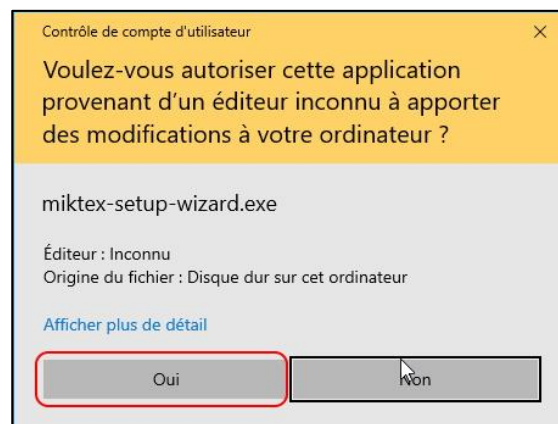 Contrôle de compte d'utilisateur
Voulez-vous autoriser cette application
provenant d’un éditeur inconnu à apporter
des modifications à votre ordinateur ?
miktex-setup-wizard.exe
Éditeur : Inconnu
Origine du fichier : Disque dur sur cet ordinateur
Afficher plus de détail
Oui
Non